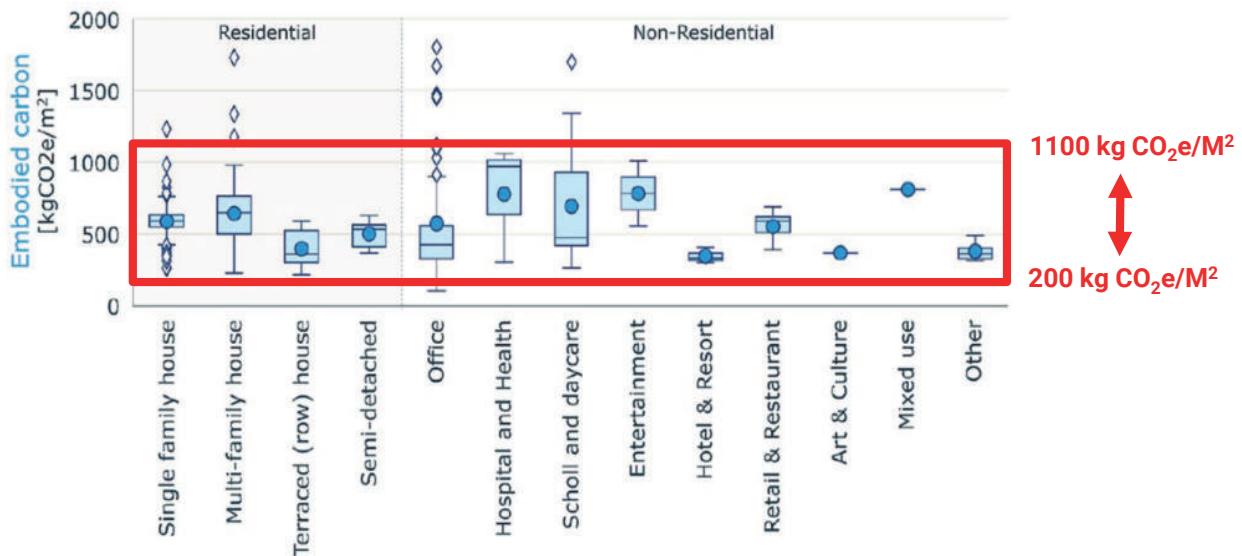 Embodied carbon
[kgCO2e/m²]
2000
1500
1000
500
0
Residential
Non-Residential
1100 kg CO₂e/M²
200 kg CO₂e/M²
Single family house
Multi-family house
Terraced (row) house
Semi-detached
Office
Hospital and Health
Scholl and daycare
Entertainment
Hotel & Resort
Retail & Restaurant
Art & Culture
Mixed use
Other